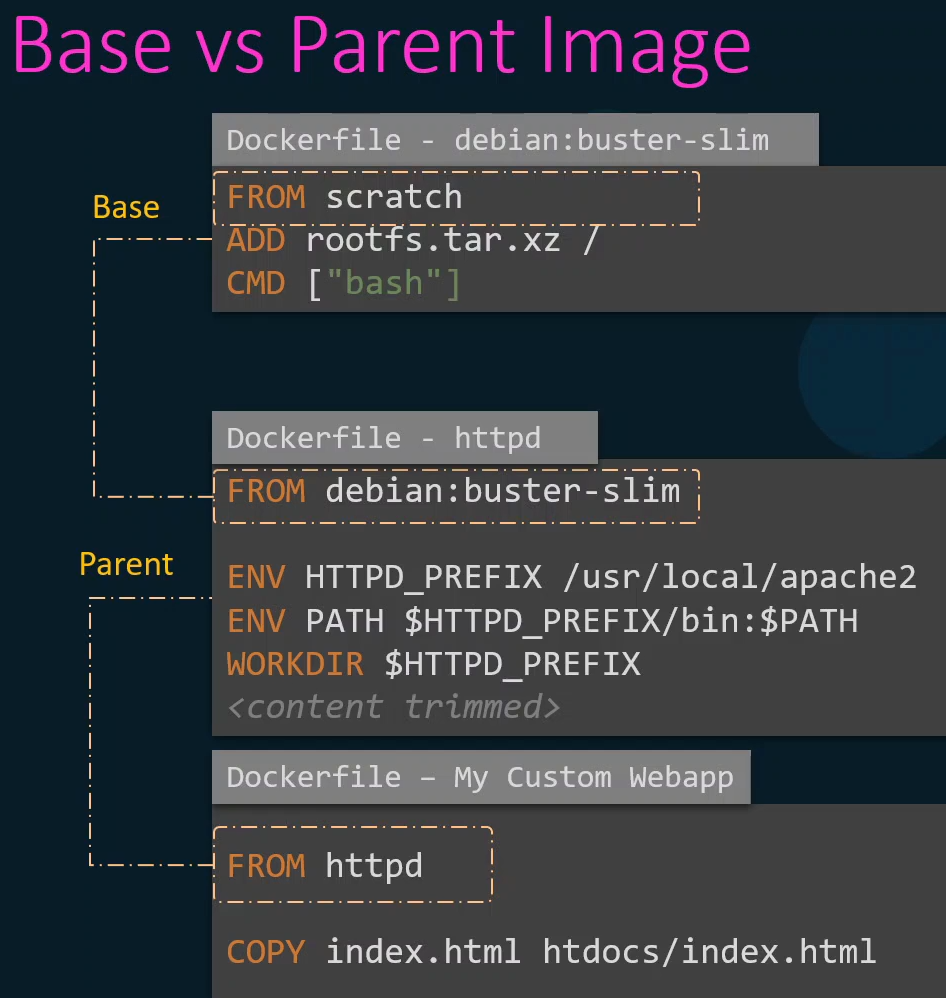 Base vs Parent Image
Dockerfile - debian:buster-slim
Base
FROM scratch
ADD rootfs.tar.xz /
CMD ["bash"]
Dockerfile - httpd
FROM debian:buster-slim
Parent
ENV HTTPD_PREFIX /usr/local/apache2
ENV PATH $HTTPD_PREFIX/bin:$PATH
WORKDIR $HTTPD_PREFIX
<content trimmed>
Dockerfile – My Custom Webapp
FROM httpd
COPY index.html htdocs/index.html